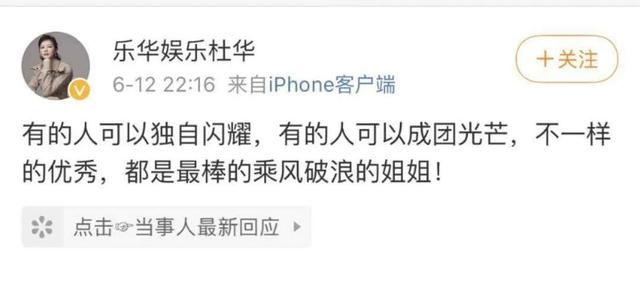 乐华娱乐杜华
6-12 22:16 来自iPhone客户端
+关注
有的人可以独自闪耀，有的人可以成团光芒，不一样
的优秀，都是最棒的乘风破浪的姐姐！
点击☞当事人最新回应